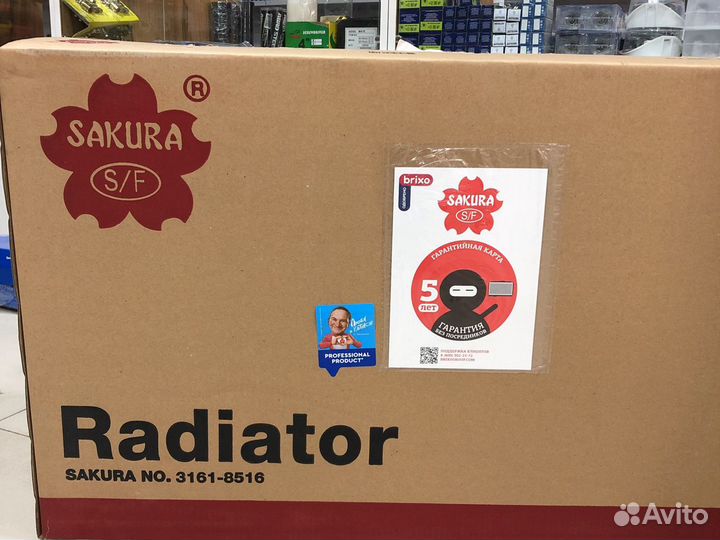 ®
SAKURA
S/F
brixo
SAKURA
S/F
ГАРАНТИЙНАЯ КАРТА
5
ЛЕТ
ГАРАНТИЯ
БЕЗ ПОСРЕДНИКОВ
PROFESSIONAL
PRODUCT
Radiator
SAKURA NO. 3161-8516
Avito